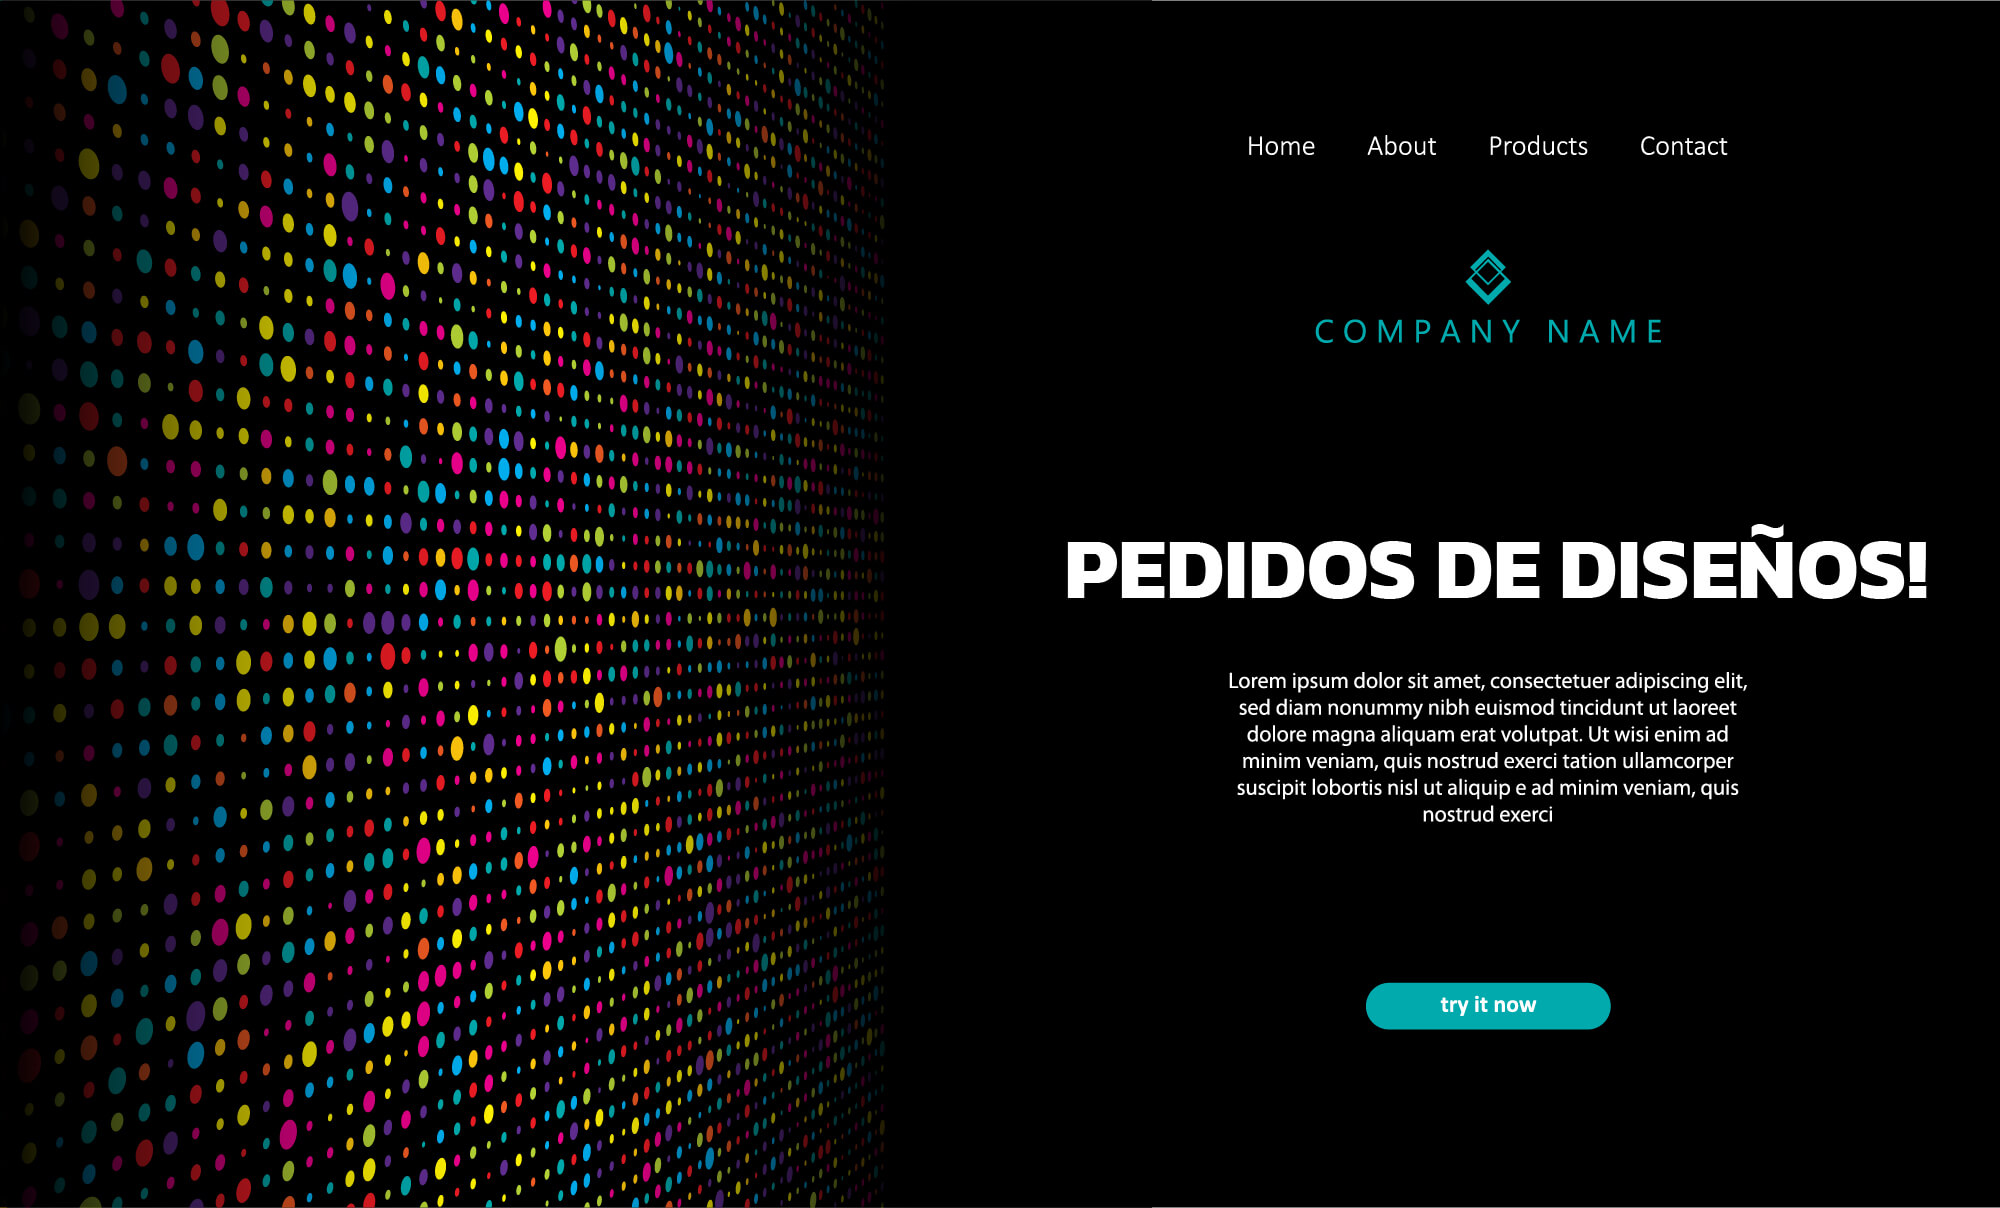 Home About Products Contact
COMPANY NAME
PEDIDOS DE DISEÑOS!
Lorem ipsum dolor sit amet, consectetuer adipiscing elit,
sed diam nonummy nibh euismod tincidunt ut laoreet
dolore magna aliquam erat volutpat. Ut wisi enim ad
minim veniam, quis nostrud exerci tation ullamcorper
suscipit lobortis nisl ut aliquip e ad minim veniam, quis
nostrud exerci
try it now